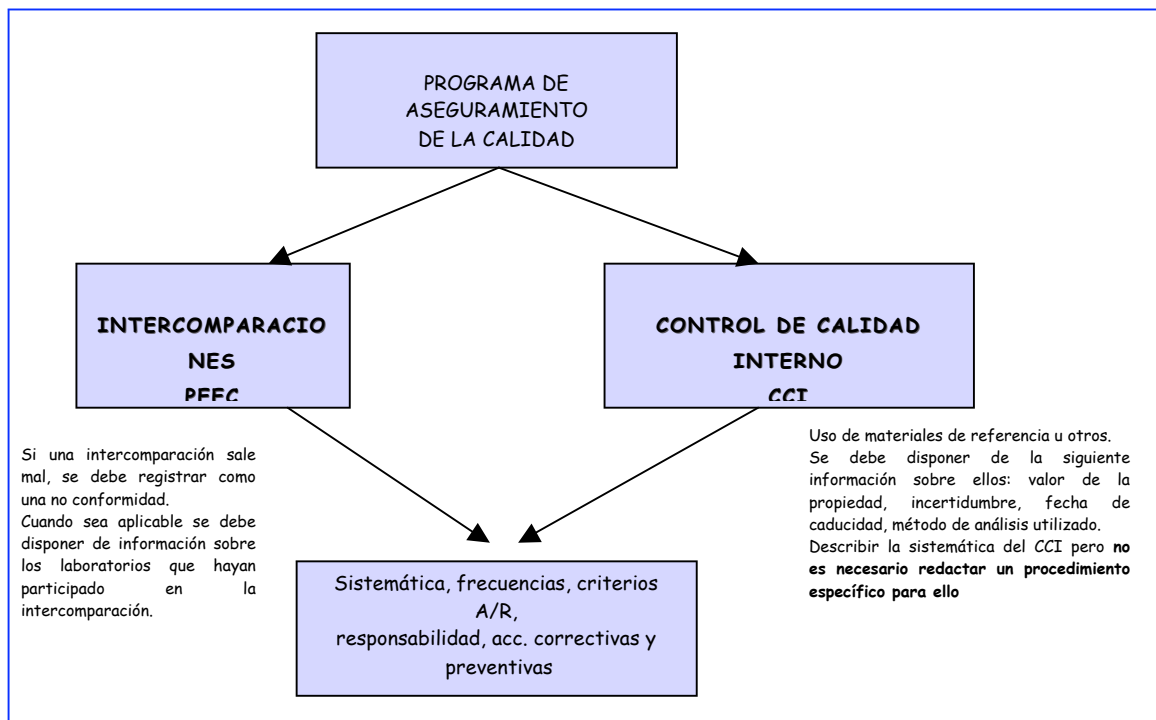 PROGRAMA DE
ASEGURAMIENTO
DE LA CALIDAD
INTERCOMPARACIO
NES
PEEC
CONTROL DE CALIDAD
INTERNO
CCI
Si una intercomparación sale
mal, se debe registrar como
una no conformidad.
Cuando sea aplicable se debe
disponer de información sobre
los laboratorios que hayan
participado en la
intercomparación.
Uso de materiales de referencia u otros.
Se debe disponer de la siguiente
información sobre ellos: valor de la
propiedad, incertidumbre, fecha de
caducidad, método de análisis utilizado.
Describir la sistemática del CCI pero no
es necesario redactar un procedimiento
específico para ello
Sistemática, frecuencias, criterios
A/R,
responsabilidad, acc. correctivas y
preventivas